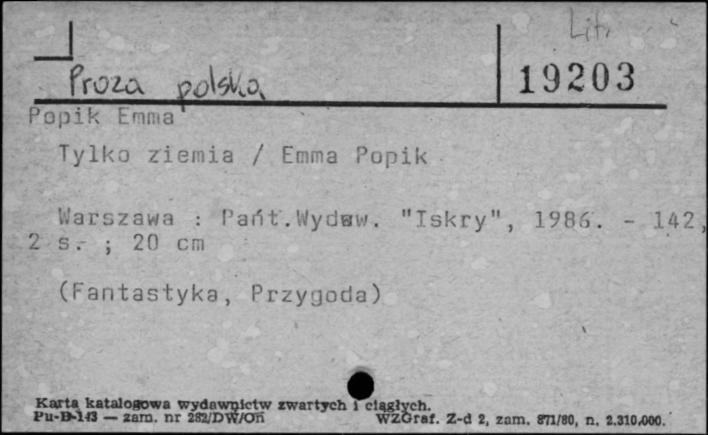 Lit.
Proza polska
19203
Popik Emma
Tylko ziemia / Emma Popik
Warszawa : Pańt.Wydaw. "Iskry", 1986. - 142,
2 s. ; 20 cm
(Fantastyka, Przygoda)
Karta katalogowa wydawnictw zwartych i ciągłych.
Pu-B-143 — zam. nr 282/DW/On
WZGraf. Z-d 2, zam. 871/80, n. 2.310.000.